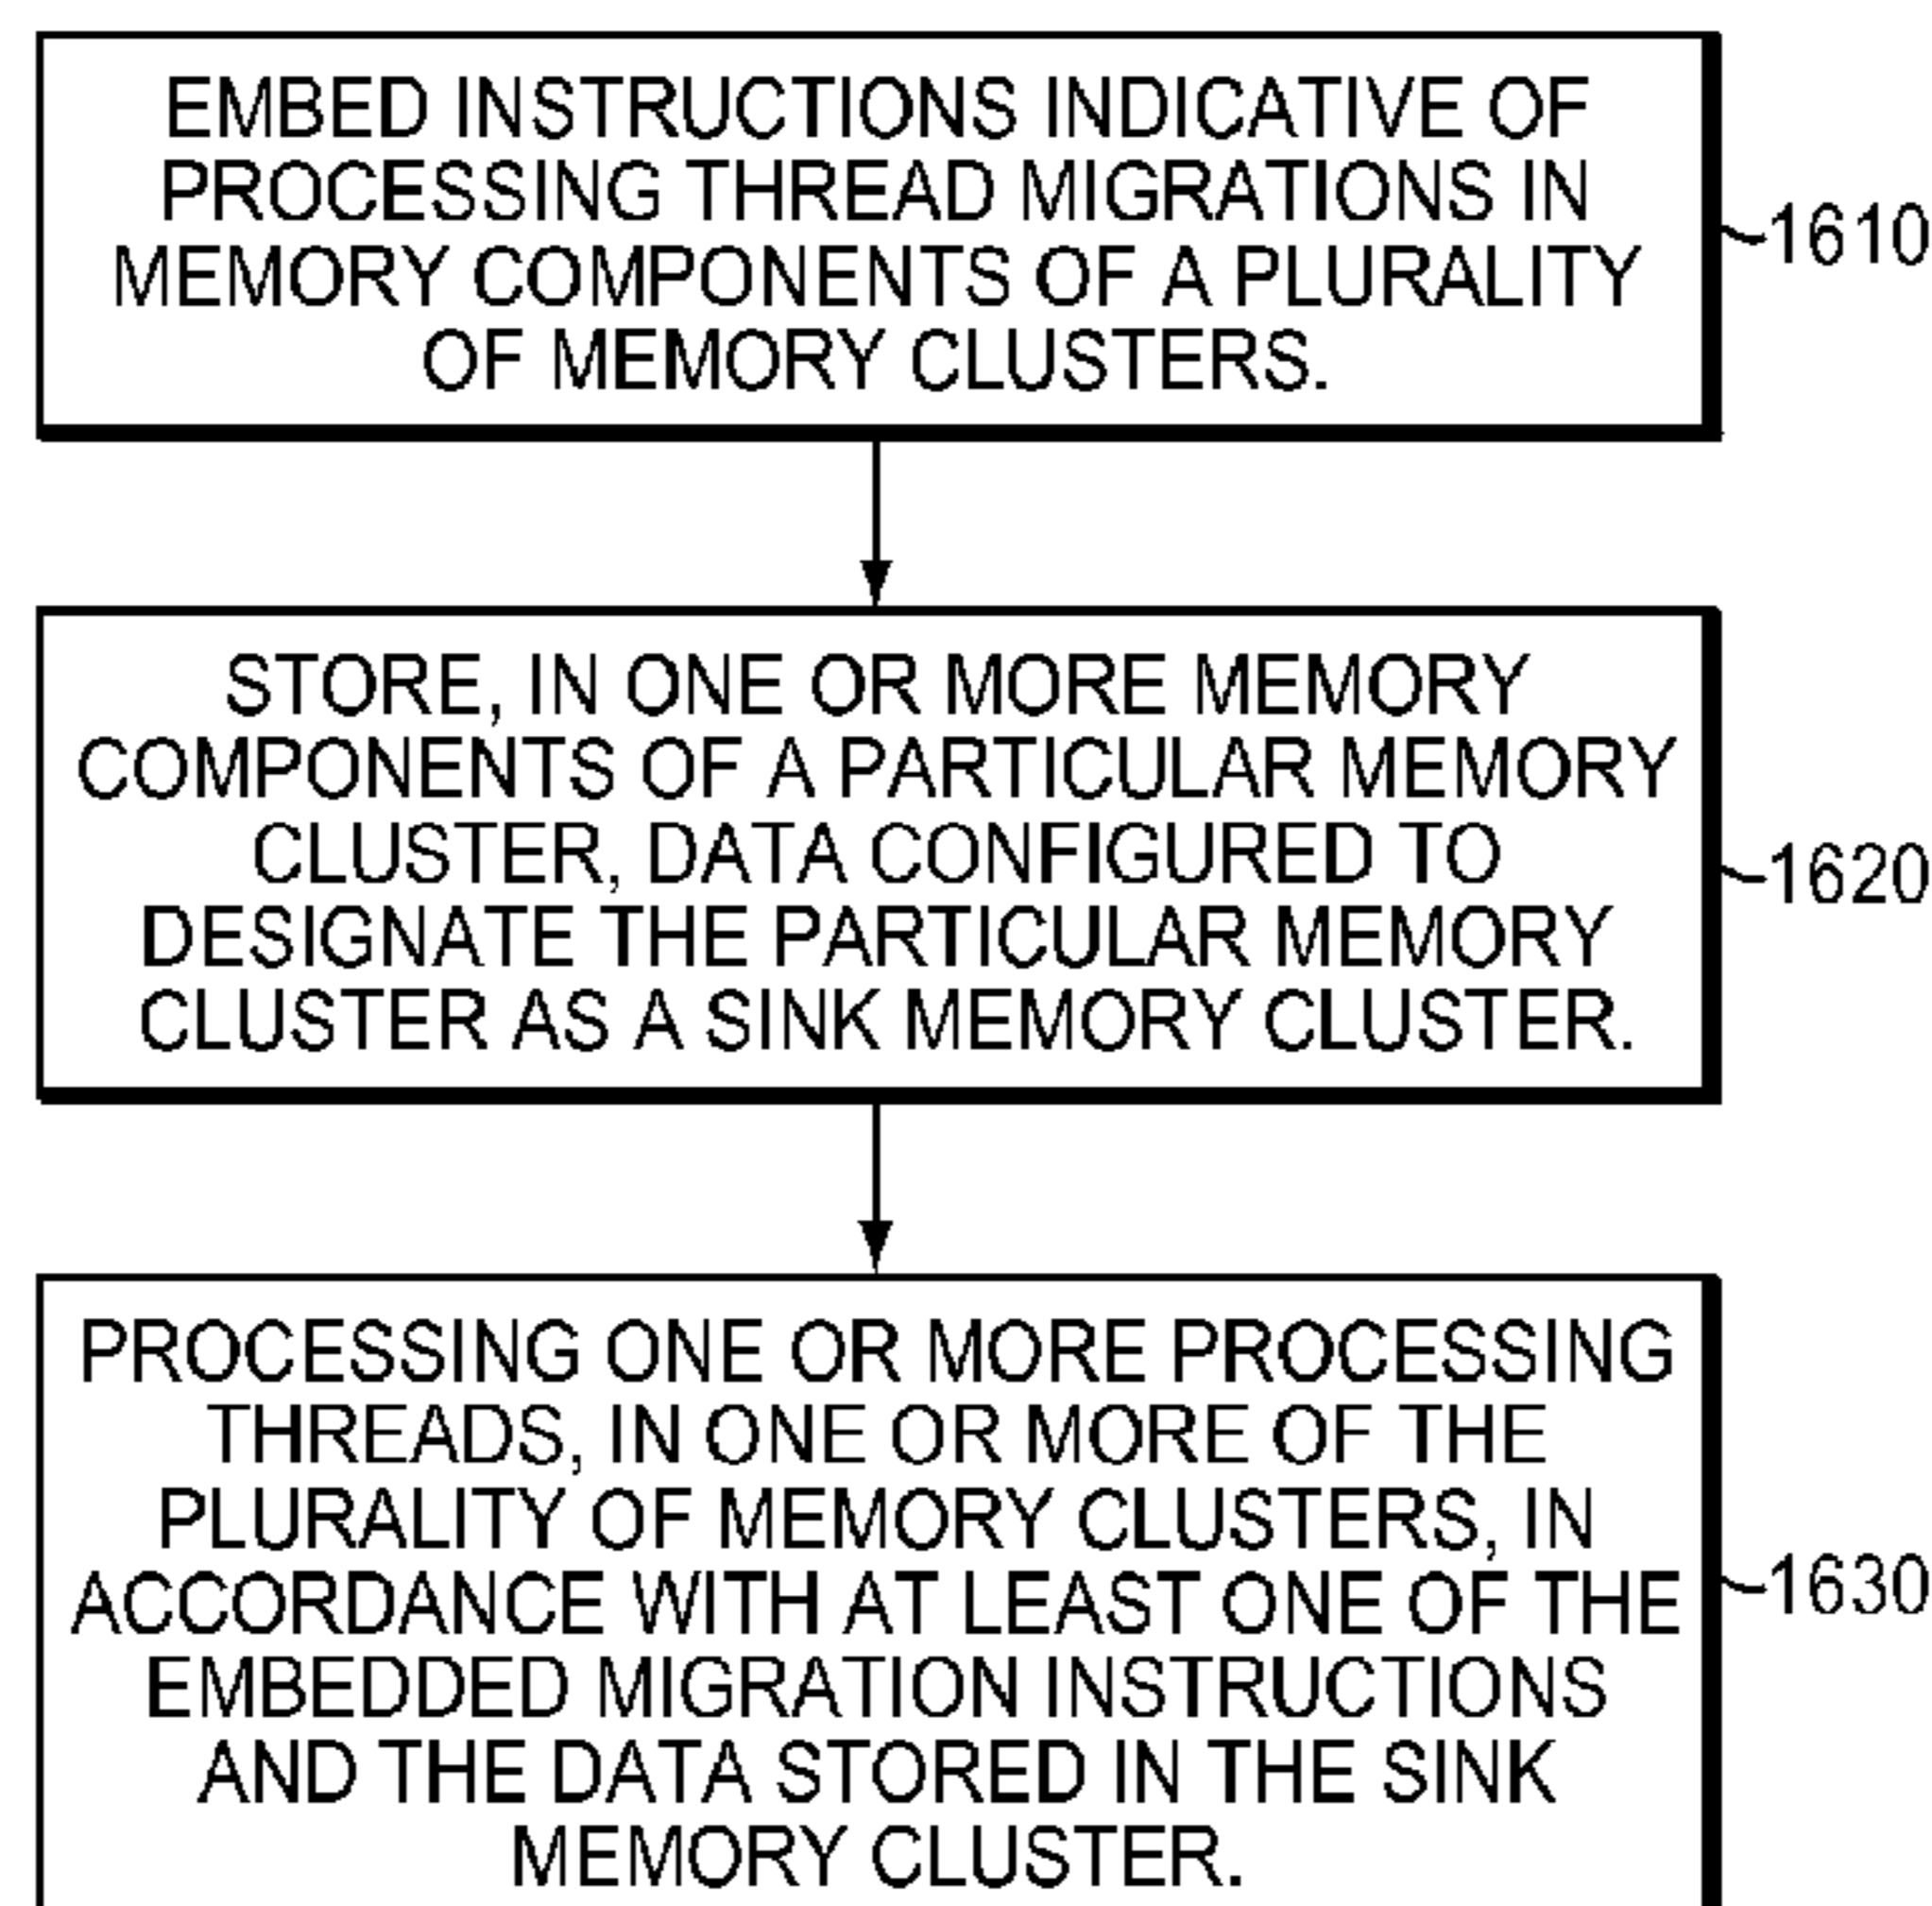 EMBED INSTRUCTIONS INDICATIVE OF
PROCESSING THREAD MIGRATIONS IN
MEMORY COMPONENTS OF A PLURALITY
OF MEMORY CLUSTERS.
1610
STORE, IN ONE OR MORE MEMORY
COMPONENTS OF A PARTICULAR MEMORY
CLUSTER, DATA CONFIGURED TO
DESIGNATE THE PARTICULAR MEMORY
CLUSTER AS A SINK MEMORY CLUSTER.
1620
PROCESSING ONE OR MORE PROCESSING
THREADS, IN ONE OR MORE OF THE
PLURALITY OF MEMORY CLUSTERS, IN
ACCORDANCE WITH AT LEAST ONE OF THE
EMBEDDED MIGRATION INSTRUCTIONS
AND THE DATA STORED IN THE SINK
MEMORY CLUSTER.
1630